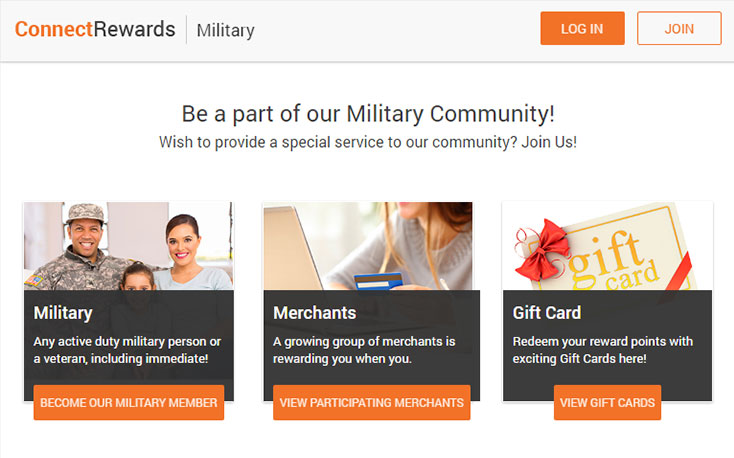 ConnectRewards Military
LOG IN
JOIN
Be a part of our Military Community!
Wish to provide a special service to our community? Join Us!
gift
card
Military
Any active duty military person or
a veteran, including immediate!
BECOME OUR MILITARY MEMBER
Merchants
A growing group of merchants is
rewarding you when you.
VIEW PARTICIPATING MERCHANTS
Gift Card
Redeem your reward points with
exciting Gift Cards here!
VIEW GIFT CARDS